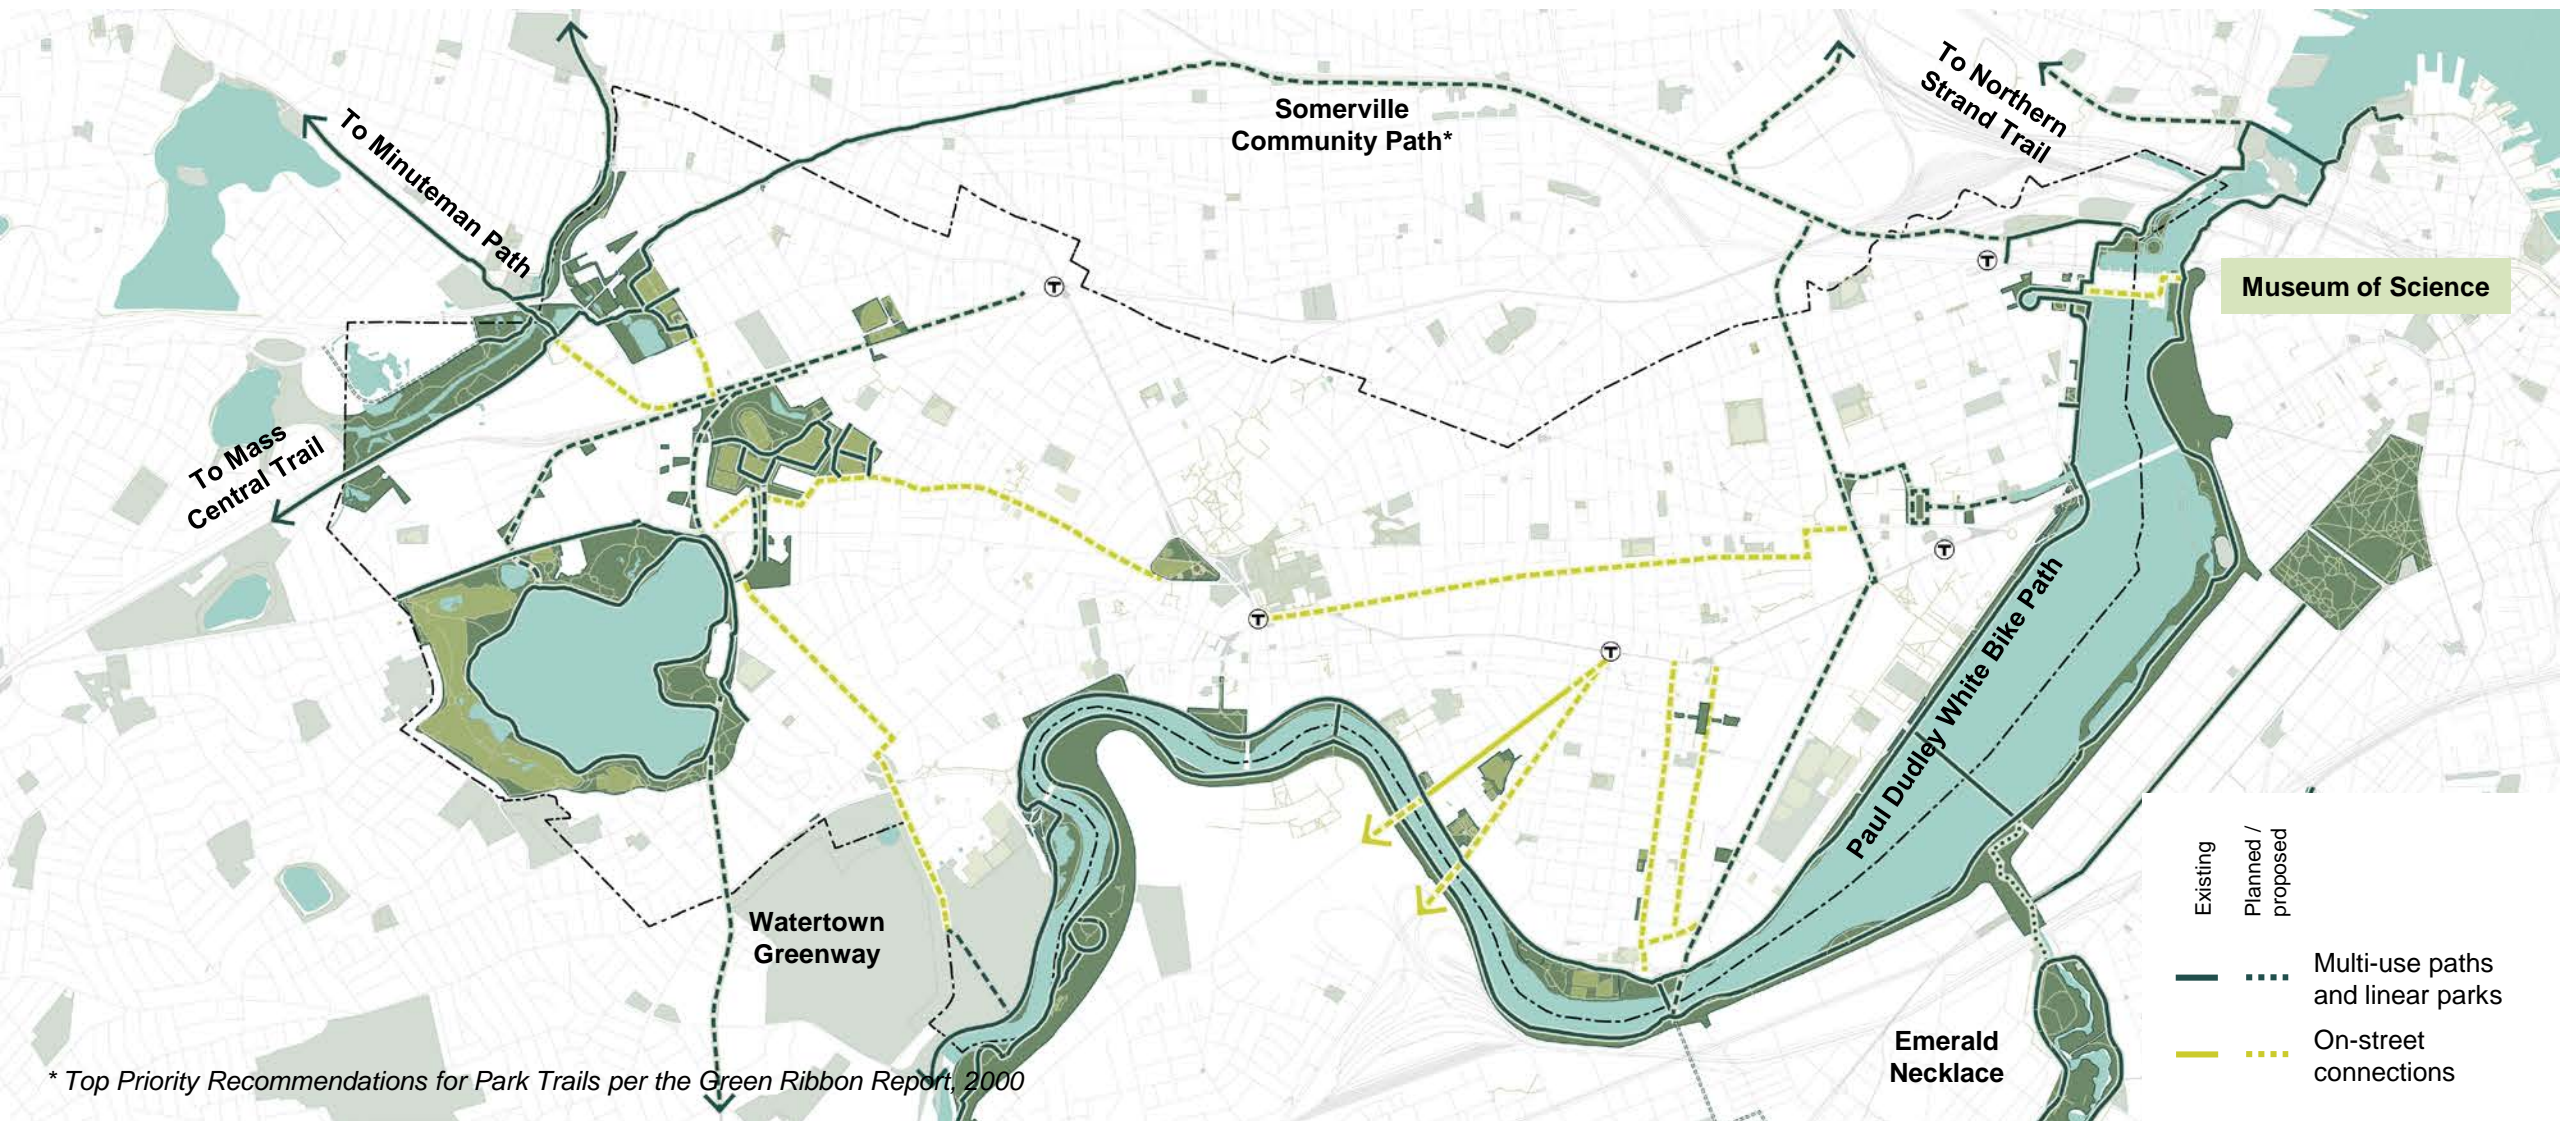 To Minuteman Path
Somerville
Community Path*
To Northern
Strand Trail
T
T
Museum of Science
To Mass
Central Trail
T
T
T
Paul Dudley White Bike Path
Watertown
Greenway
Emerald
Necklace
Existing
Planned /
proposed
Multi-use paths
and linear parks
On-street
connections
* Top Priority Recommendations for Park Trails per the Green Ribbon Report, 2000